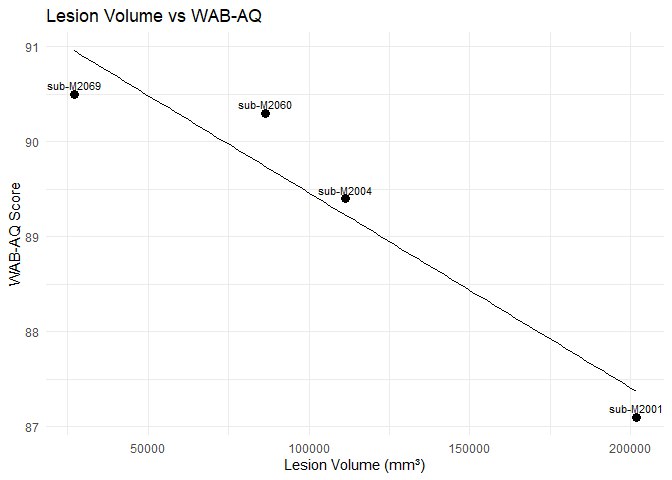 Lesion Volume vs WAB-AQ
91
90
89
88
87
WAB-AQ Score
sub-M2069
sub-M2060
sub-M2004
sub-M2001
50000
100000
150000
200000
Lesion Volume (mm³)